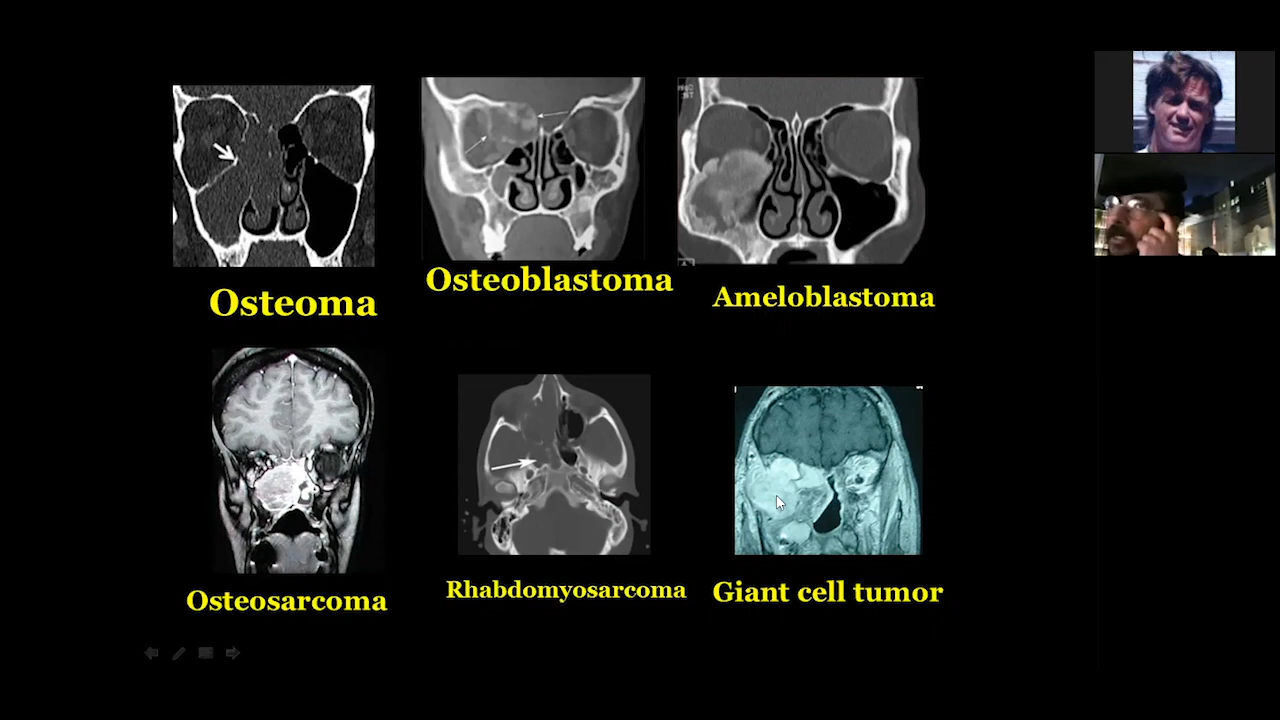 Osteoma
Osteoblastoma
Ameloblastoma
Osteosarcoma
Rhabdomyosarcoma
Giant cell tumor